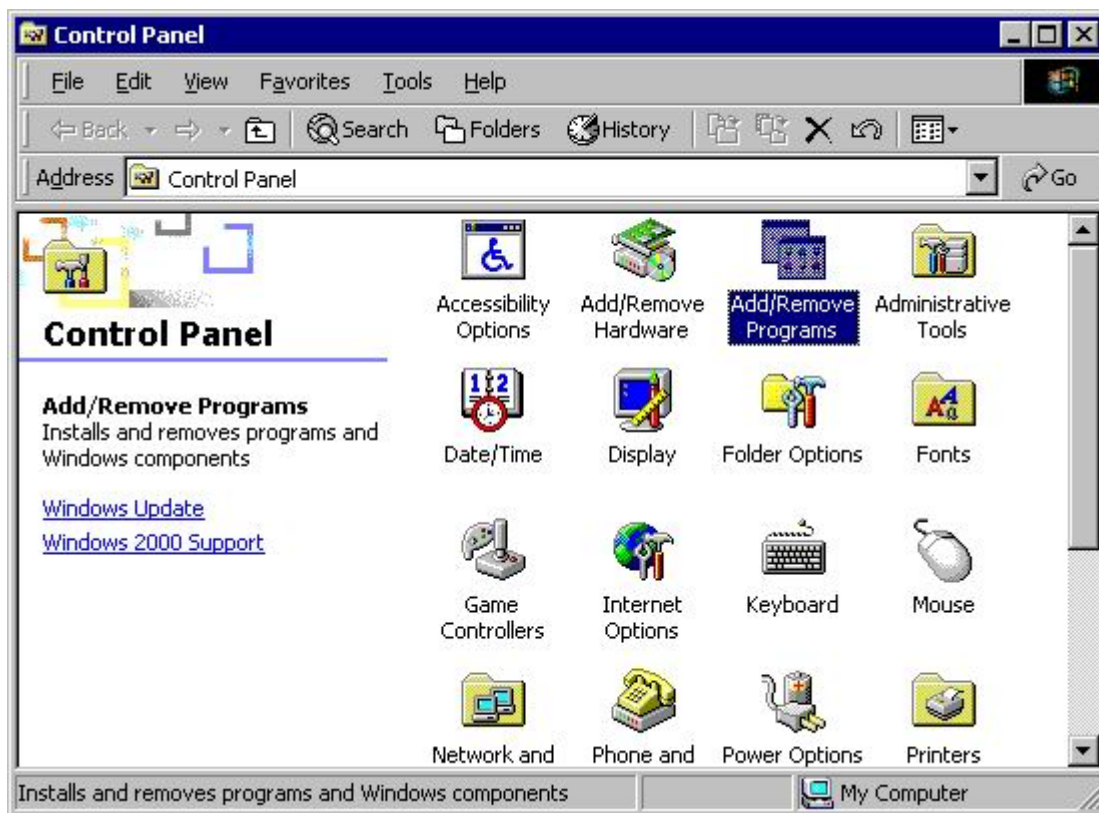 Control Panel
File Edit View Favorites Tools Help
Back Search Folders History
Address Control Panel Go
Control Panel
Add/Remove Programs
Installs and removes programs and
Windows components
Windows Update
Windows 2000 Support
Accessibility
Options
Add/Remove
Hardware
Add/Remove
Programs
Administrative
Tools
Date/Time
Display
Folder Options
Fonts
Game
Controllers
Internet
Options
Keyboard
Mouse
Network and
Phone and
Power Options
Printers
Installs and removes programs and Windows components
My Computer